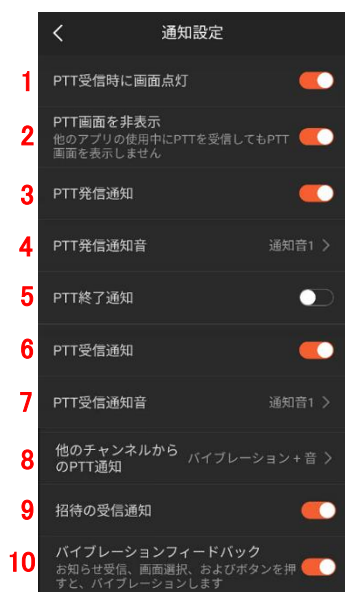 通知設定
1 PTT受信時に画面点灯
PTT画面を非表示
2 他のアプリの使用中にPTTを受信してもPTT
画面を表示しません
3 PTT発信通知
4 PTT発信通知音 通知音1
5 PTT終了通知
6 PTT受信通知
7 PTT受信通知音 通知音1
他のチャンネルから
8 のPTT通知 バイブレーション+音
9 招待の受信通知
バイブレーションフィードバック
10 お知らせ受信、画面選択、およびボタンを押
すと、バイブレーションします